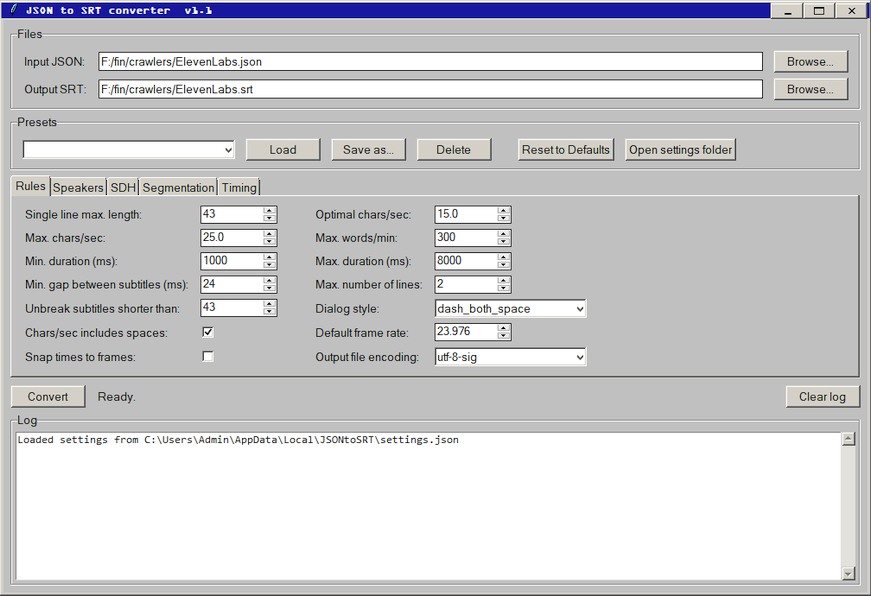 JSON to SRT converter v1.1
Files
Input JSON: F:/fin/crawlers/ElevenLabs.json Browse...
Output SRT: F:/fin/crawlers/ElevenLabs.srt Browse...
Presets
Load Save as... Delete Reset to Defaults Open settings folder
Rules Speakers SDH Segmentation Timing
Single line max. length: 43 Optimal chars/sec: 15.0
Max. chars/sec: 25.0 Max. words/min: 300
Min. duration (ms): 1000 Max. duration (ms): 8000
Min. gap between subtitles (ms): 24 Max. number of lines: 2
Unbreak subtitles shorter than: 43 Dialog style: dash_both_space
Chars/sec includes spaces: Default frame rate: 23.976
Snap times to frames: Output file encoding: utf-8-sig
Convert Ready. Clear log
Log
Loaded settings from C:\Users\Admin\AppData\Local\JSONtoSRT\settings.json